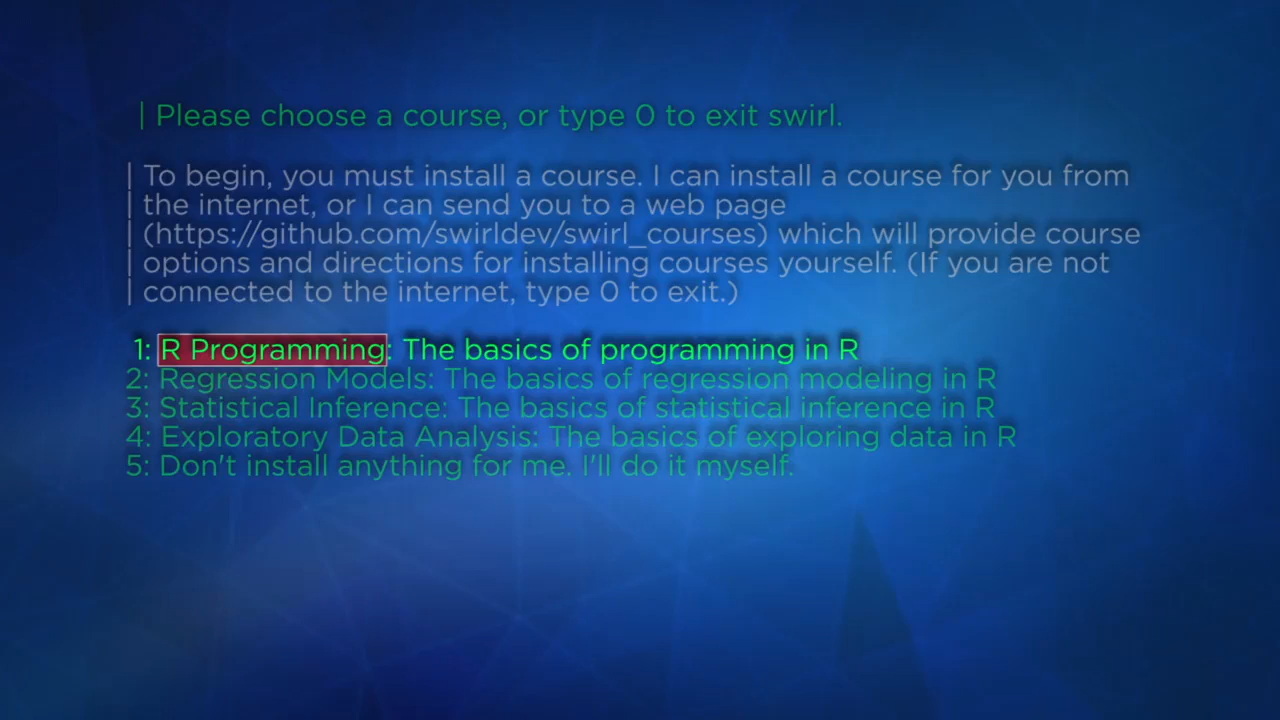 | Please choose a course, or type 0 to exit swirl.
| To begin, you must install a course. I can install a course for you from
| the internet, or I can send you to a web page
| (https://github.com/swirldev/swirl_courses) which will provide course
| options and directions for installing courses yourself. (If you are not
| connected to the internet, type 0 to exit.)
1: R Programming: The basics of programming in R
2: Regression Models: The basics of regression modeling in R
3: Statistical Inference: The basics of statistical inference in R
4: Exploratory Data Analysis: The basics of exploring data in R
5: Don't install anything for me. I'll do it myself.